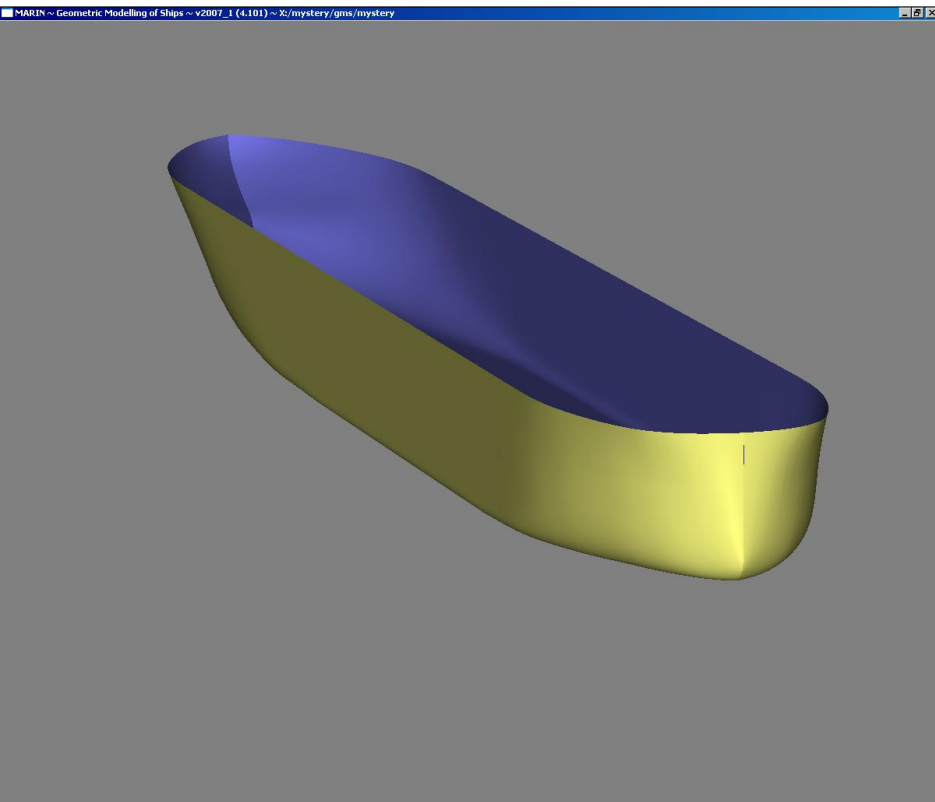 MARIN ~ Geometric Modelling of Ships ~ v2007_1 (4.101) ~ X:/mystery/gms/mystery